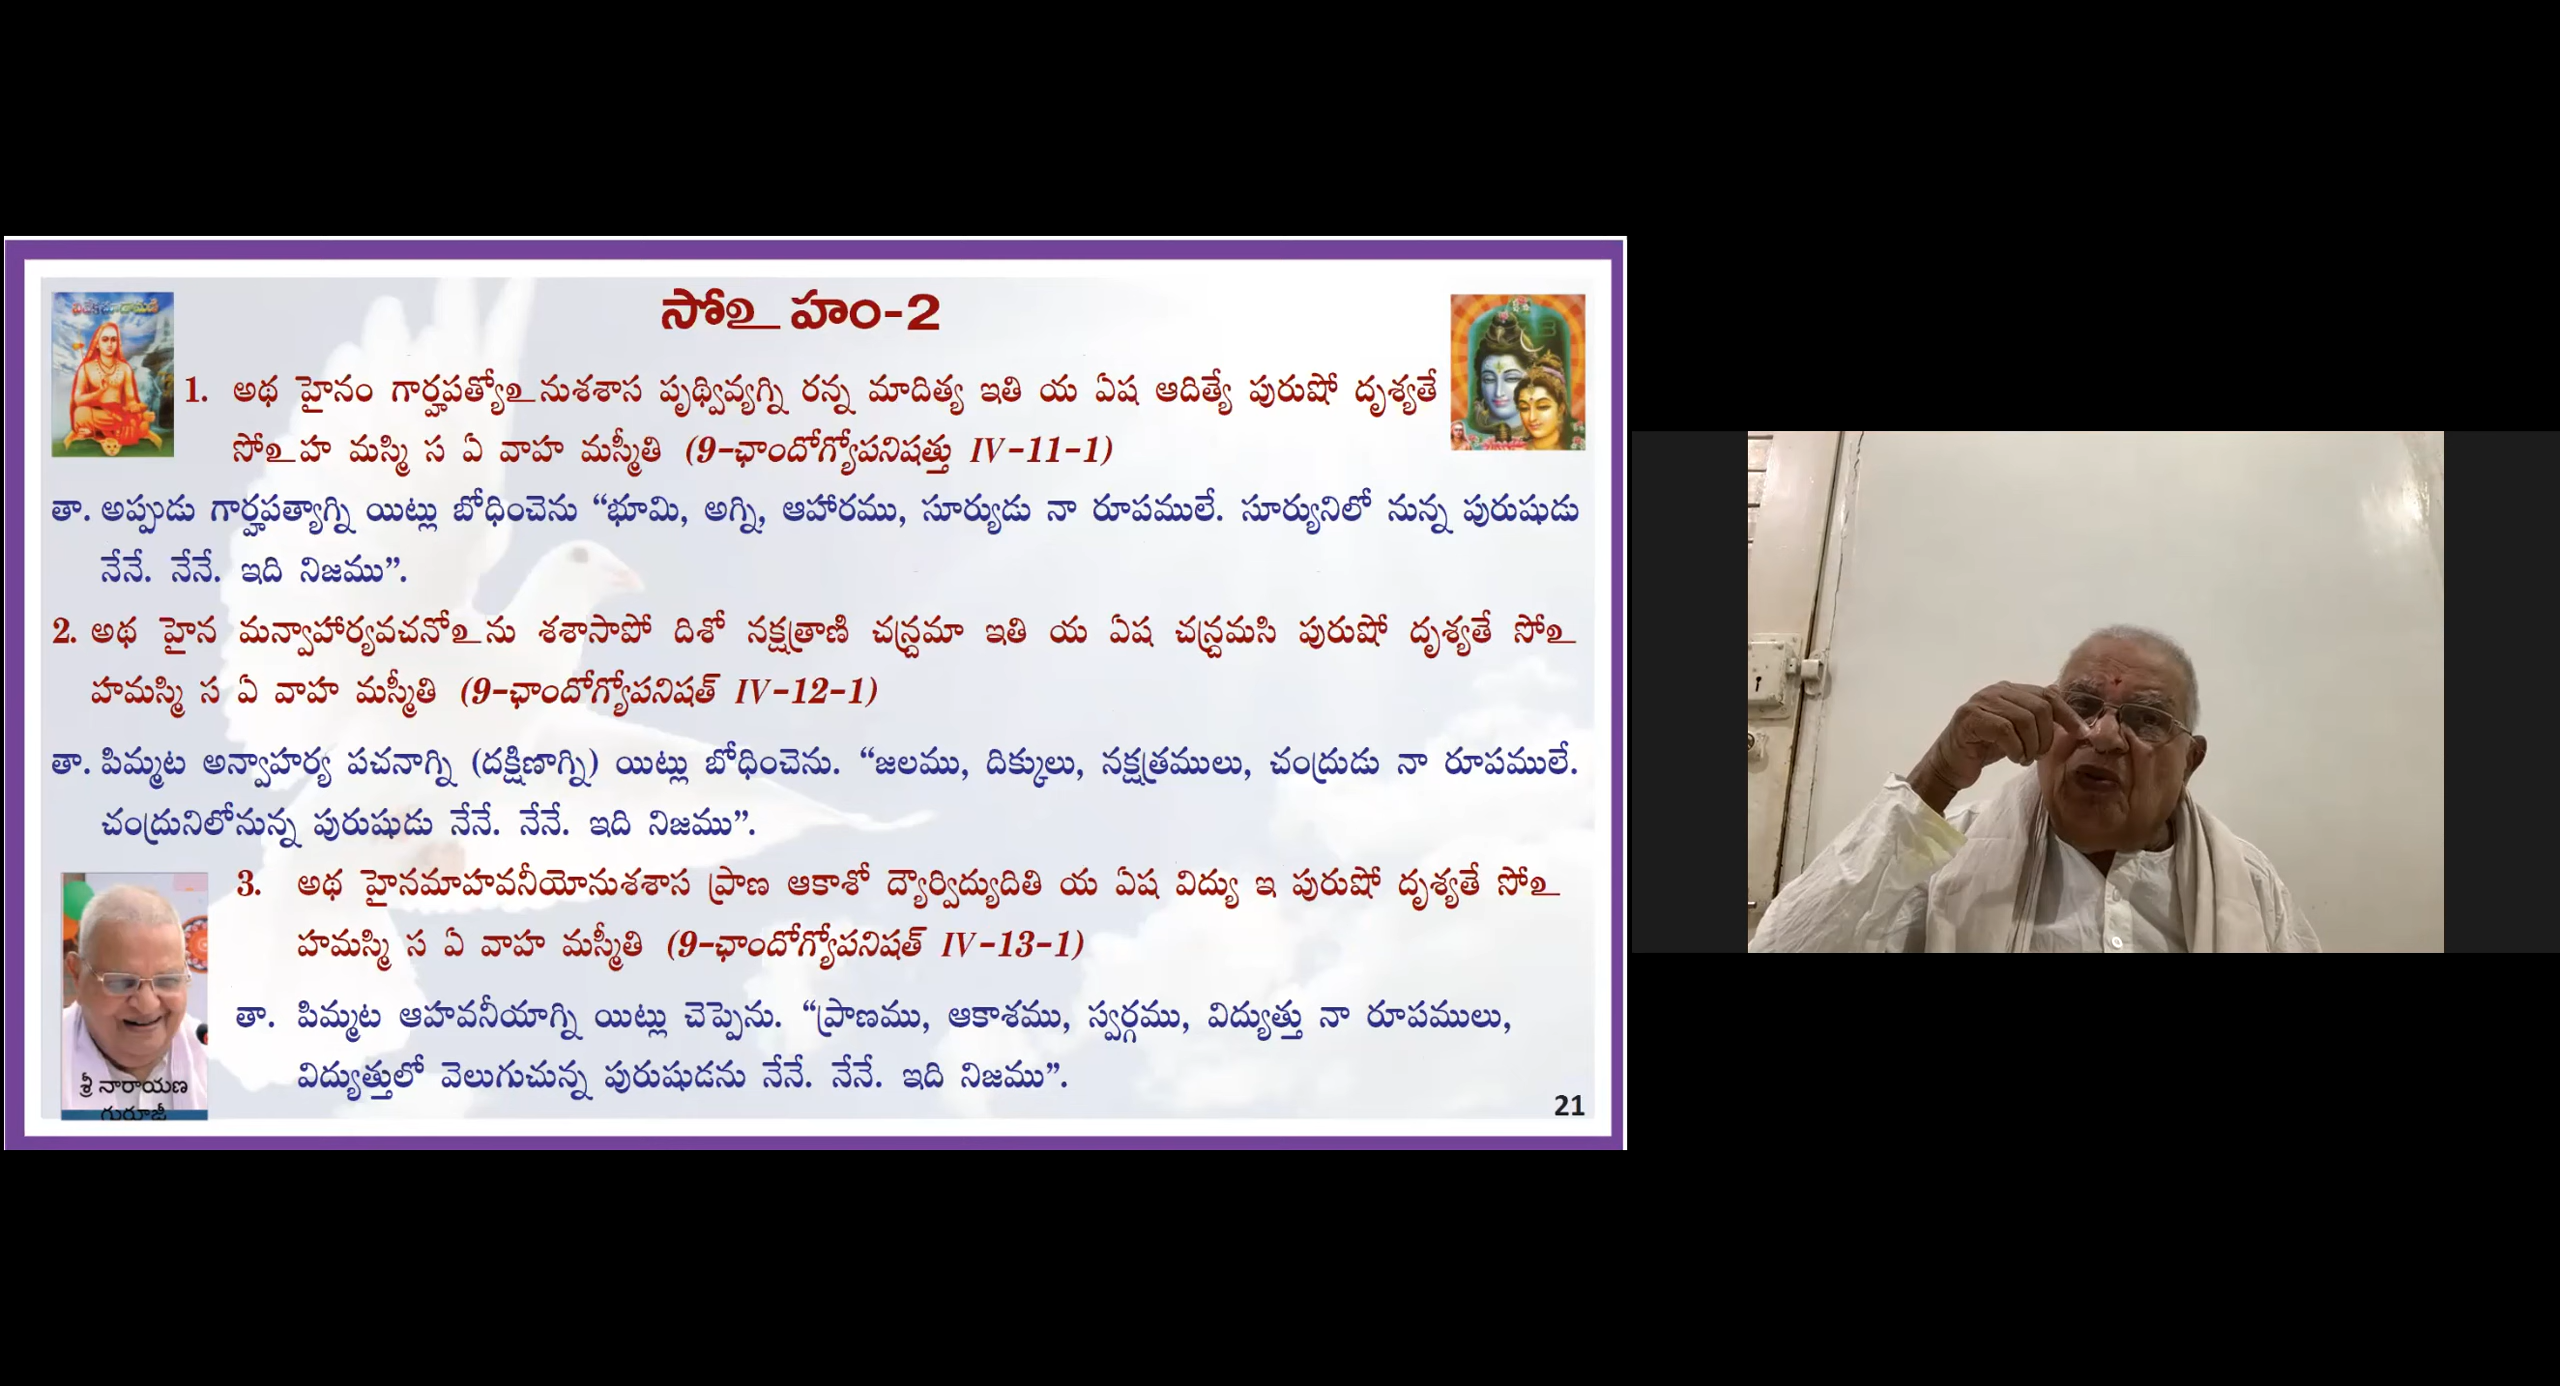 సోఽహం-2
వివేకచూడామణి
1. అథ హైనం గార్హపత్యోఽనుశశాస పృథ్వివ్యగ్ని రన్న మాదిత్య ఇతి య ఏష ఆదిత్యే పురుషో దృశ్యతే
సోఽహ మస్మి స ఏ వాహ మస్మీతి (9-ఛాందోగ్యోపనిషత్తు IV-11-1)
తా. అప్పుడు గార్హపత్యాగ్ని యిట్లు బోధించెను “భూమి, అగ్ని, ఆహారము, సూర్యుడు నా రూపములే. సూర్యునిలో నున్న పురుషుడు
నేనే. నేనే. ఇది నిజము”.
2. అథ హైన మన్వాహార్యవచనోఽను శశాసాపో దిశో నక్షత్రాణి చన్ద్రమా ఇతి య ఏష చన్ద్రమసి పురుషో దృశ్యతే సోఽ
హమస్మి స ఏ వాహ మస్మీతి (9-ఛాందోగ్యోపనిషత్ IV-12-1)
తా. పిమ్మట అన్వాహర్య పచనాగ్ని (దక్షిణాగ్ని) యిట్లు బోధించెను. “జలము, దిక్కులు, నక్షత్రములు, చంద్రుడు నా రూపములే.
చంద్రునిలోనున్న పురుషుడు నేనే. నేనే. ఇది నిజము”.
3. అథ హైనమాహవనీయోనుశశాస ప్రాణ ఆకాశో ద్యౌర్విద్యుదితి య ఏష విద్యు ఇ పురుషో దృశ్యతే సోఽ
హమస్మి స ఏ వాహ మస్మీతి (9-ఛాందోగ్యోపనిషత్ IV-13-1)
తా. పిమ్మట ఆహవనీయాగ్ని యిట్లు చెప్పెను. “ప్రాణము, ఆకాశము, స్వర్గము, విద్యుత్తు నా రూపములు,
విద్యుత్తులో వెలుగుచున్న పురుషుడను నేనే. నేనే. ఇది నిజము”.
శ్రీ నారాయణ
గురూజీ
21